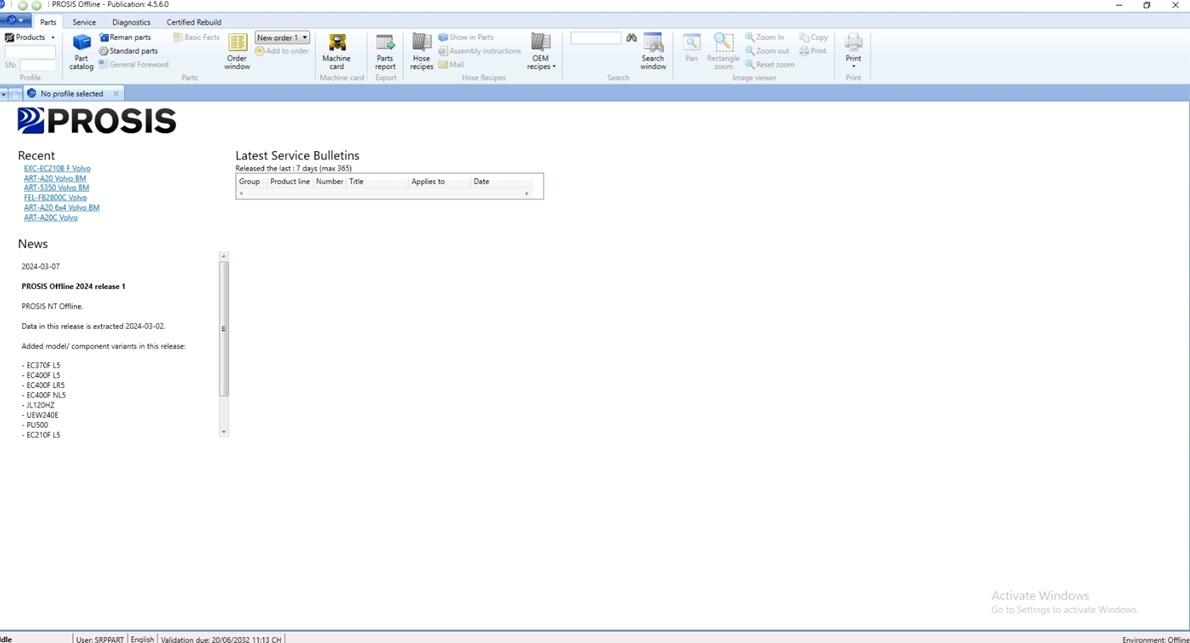 PROSIS Offline - Publication: 4.5.6.0
Parts Service Diagnostics Certified Rebuild
Products
SN:
Profile
Part catalog
Reman parts
Standard parts
General Foreword
Basic Facts
Order window
New order 1
Add to order
Parts
Machine card
Machine card
Parts report
Export
Hose recipes
Show in Parts
Assembly instructions
Mail
OEM recipes
Hose Recipes
Search window
Search
Pan
Rectangle zoom
Zoom In
Zoom out
Reset zoom
Copy
Print
Image viewer
Print
Print
No profile selected
PROSIS
Recent
EXC-EC210B F Volvo
ART-A20 Volvo BM
ART-5350 Volvo BM
FEL-FB2800C Volvo
ART-A20 6x4 Volvo BM
ART-A20C Volvo
Latest Service Bulletins
Released the last : 7 days (max 365)
Group Product line Number Title Applies to Date
News
2024-03-07
PROSIS Offline 2024 release 1
PROSIS NT Offline.
Data in this release is extracted 2024-03-02.
Added model/ component variants in this release:
- EC370F L5
- EC400F L5
- EC400F LR5
- EC400F NL5
- JL120HZ
- UEW240E
- PU500
- EC210F L5
Activate Windows
Go to Settings to activate Windows.
User: SRPPART English Validation due: 20/06/2032 11:13 CH
Environment: Offline